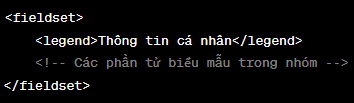 <fieldset>
<legend>Thông tin cá nhân</legend>
<!-- Các phần tử biểu mẫu trong nhóm -->
</fieldset>